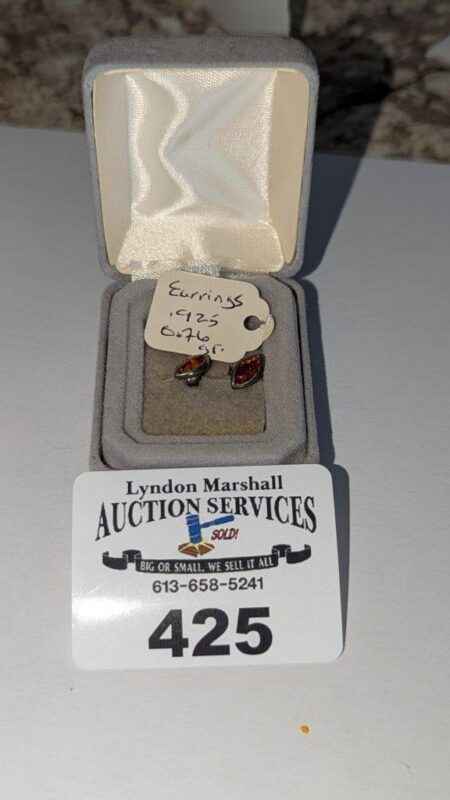 Earrings
.925
0.76
gr.
Lyndon Marshall
AUCTION SERVICES
SOLD!
BIG OR SMALL, WE SELL IT ALL
613-658-5241
425